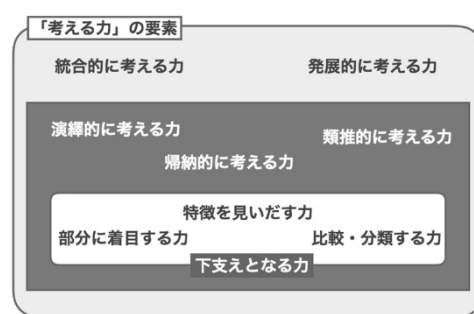 「考える力」の要素
統合的に考える力
発展的に考える力
演繹的に考える力
類推的に考える力
帰納的に考える力
特徴を見いだす力
部分に着目する力
比較・分類する力
下支えとなる力